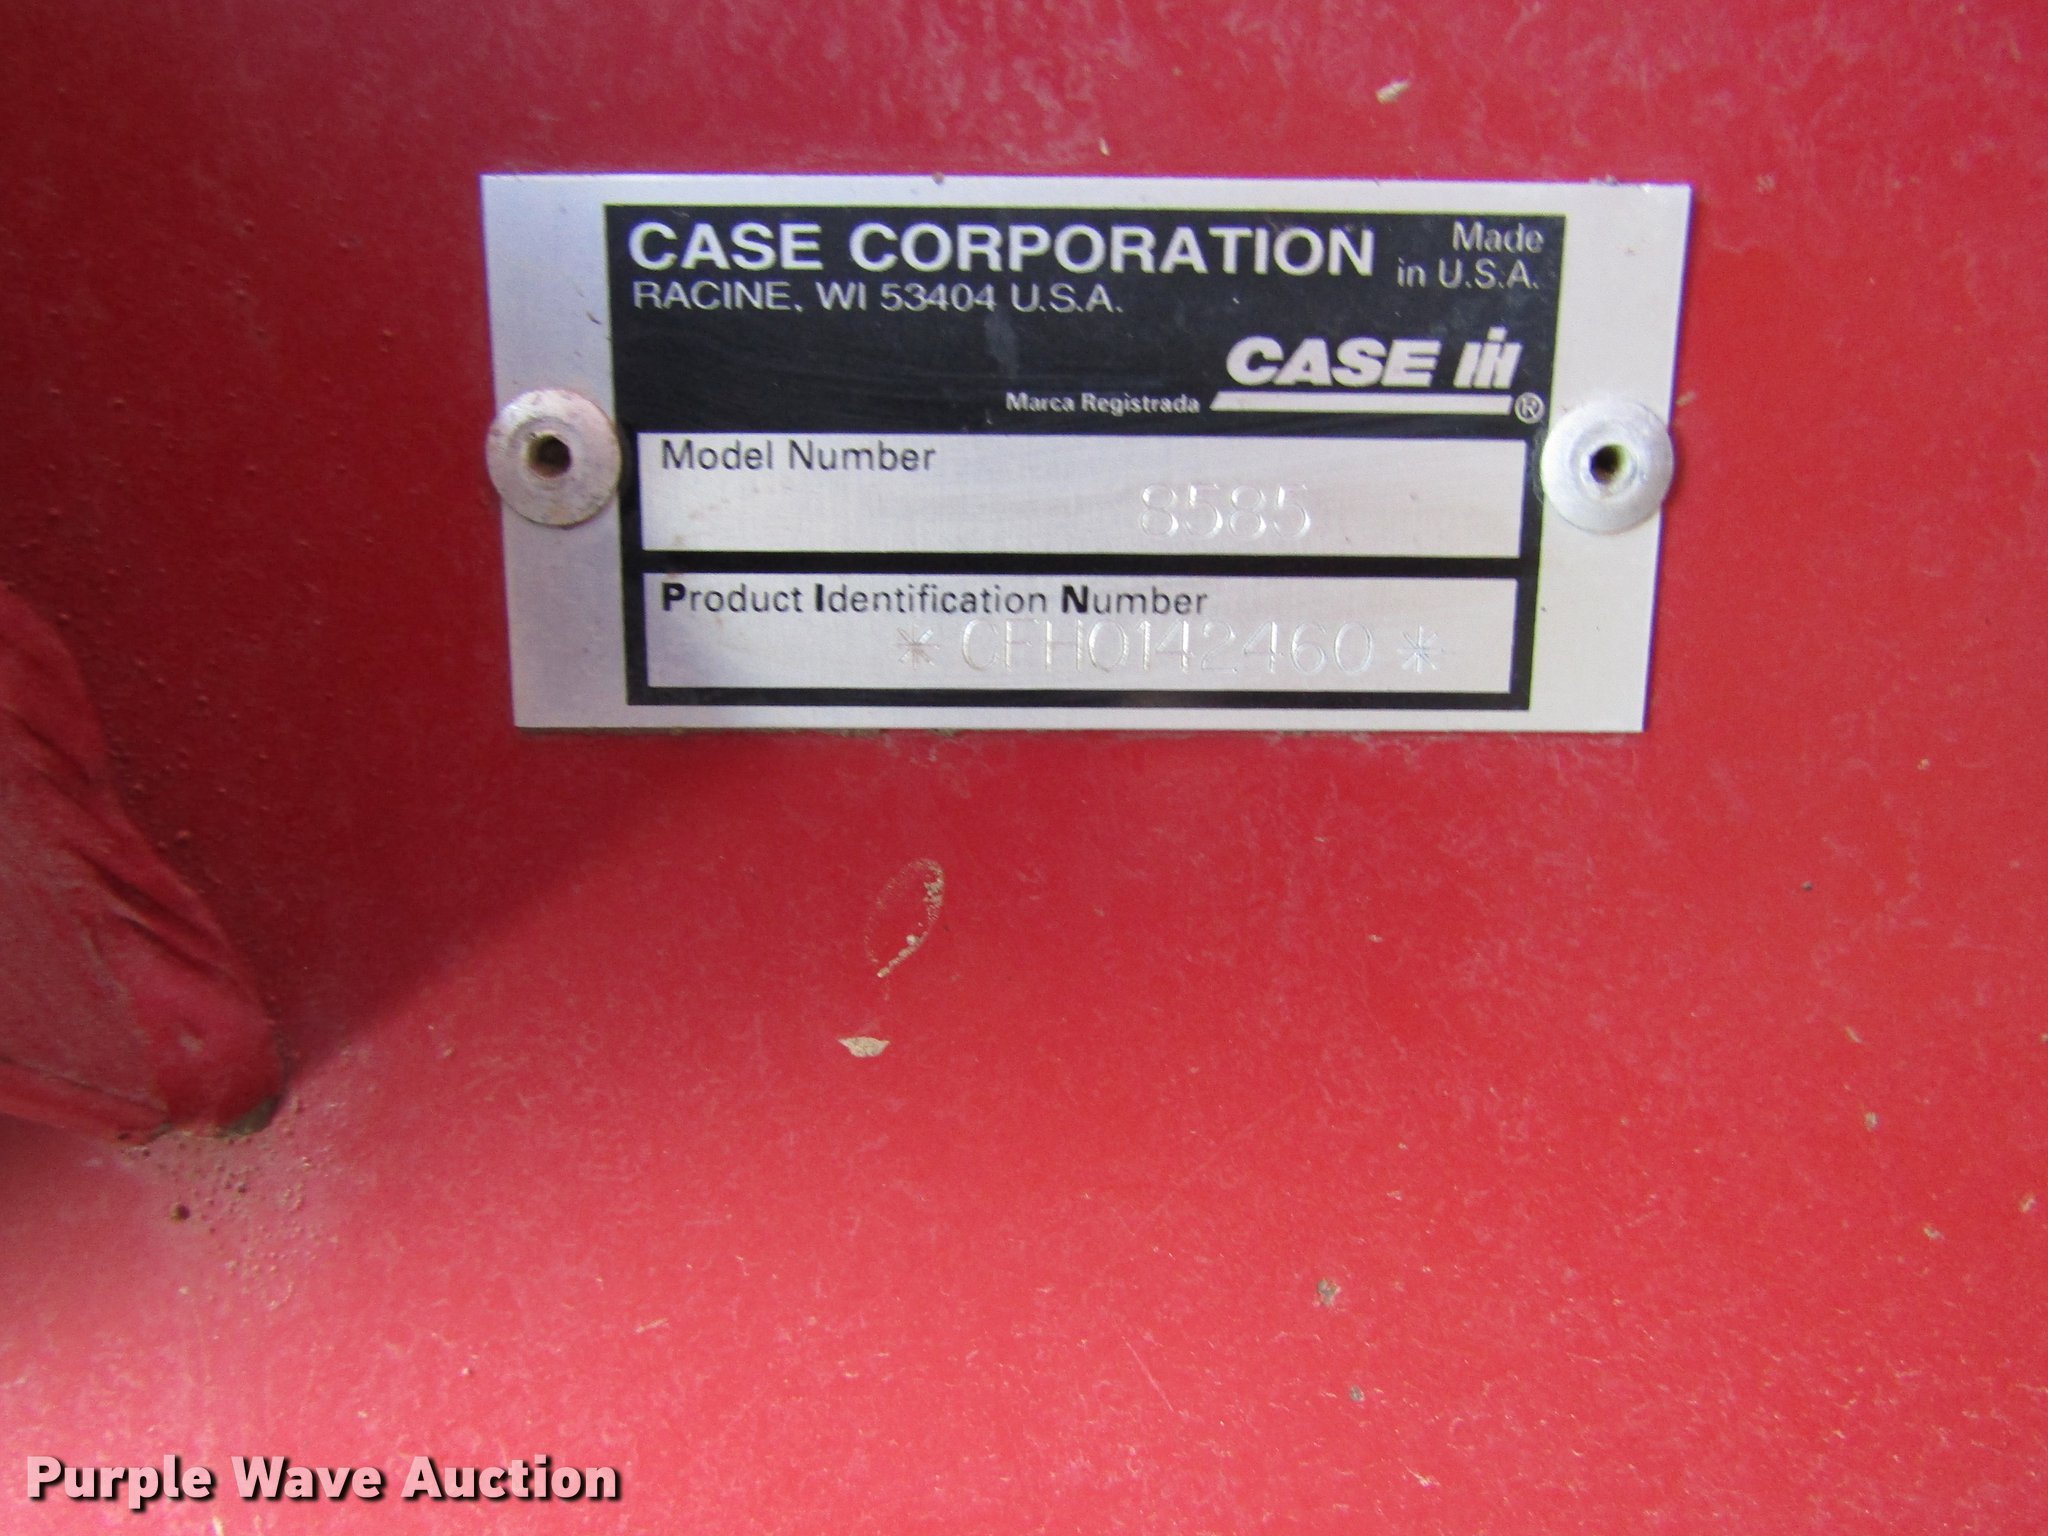 CASE CORPORATION
Made
in U.S.A.
RACINE, WI 53404 U.S.A.
CASE IH
Marca Registrada ®
Model Number
8585
Product Identification Number
* CFH0142460 *
Purple Wave Auction